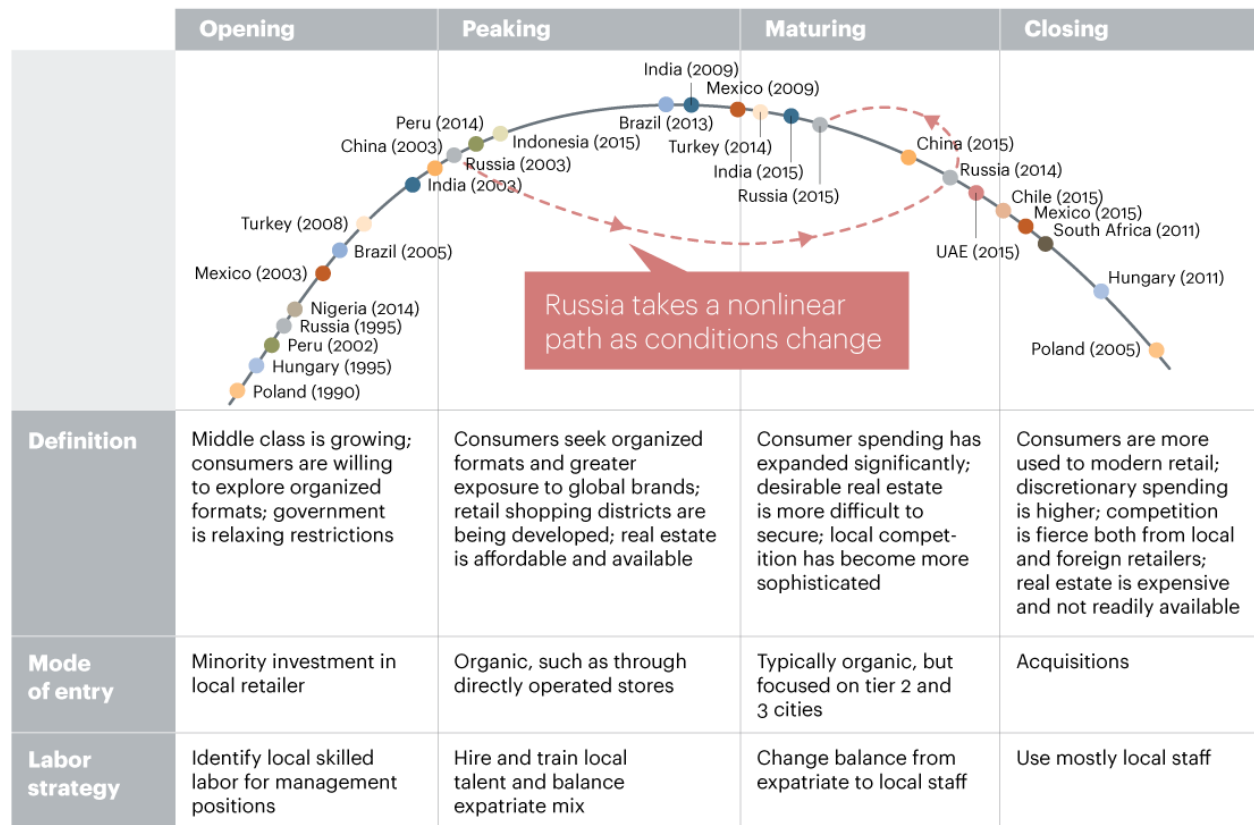 Opening
Peaking
Maturing
Closing
India (2009)
Mexico (2009)
Peru (2014)
Brazil (2013)
Indonesia (2015)
China (2003)
Turkey (2014)
China (2015)
Russia (2003)
India (2015)
Russia (2014)
India (2003)
Russia (2015)
Chile (2015)
Mexico (2015)
Turkey (2008)
South Africa (2011)
Brazil (2005)
UAE (2015)
Mexico (2003)
Hungary (2011)
Nigeria (2014)
Russia (1995)
Peru (2002)
Poland (2005)
Hungary (1995)
Poland (1990)
Russia takes a nonlinear
path as conditions change
Definition
Middle class is growing;
consumers are willing
to explore organized
formats; government
is relaxing restrictions
Consumers seek organized
formats and greater
exposure to global brands;
retail shopping districts are
being developed; real estate
is affordable and available
Consumer spending has
expanded significantly;
desirable real estate
is more difficult to
secure; local compet-
ition has become more
sophisticated
Consumers are more
used to modern retail;
discretionary spending
is higher; competition
is fierce both from local
and foreign retailers;
real estate is expensive
and not readily available
Mode
of entry
Minority investment in
local retailer
Organic, such as through
directly operated stores
Typically organic, but
focused on tier 2 and
3 cities
Acquisitions
Labor
strategy
Identify local skilled
labor for management
positions
Hire and train local
talent and balance
expatriate mix
Change balance from
expatriate to local staff
Use mostly local staff